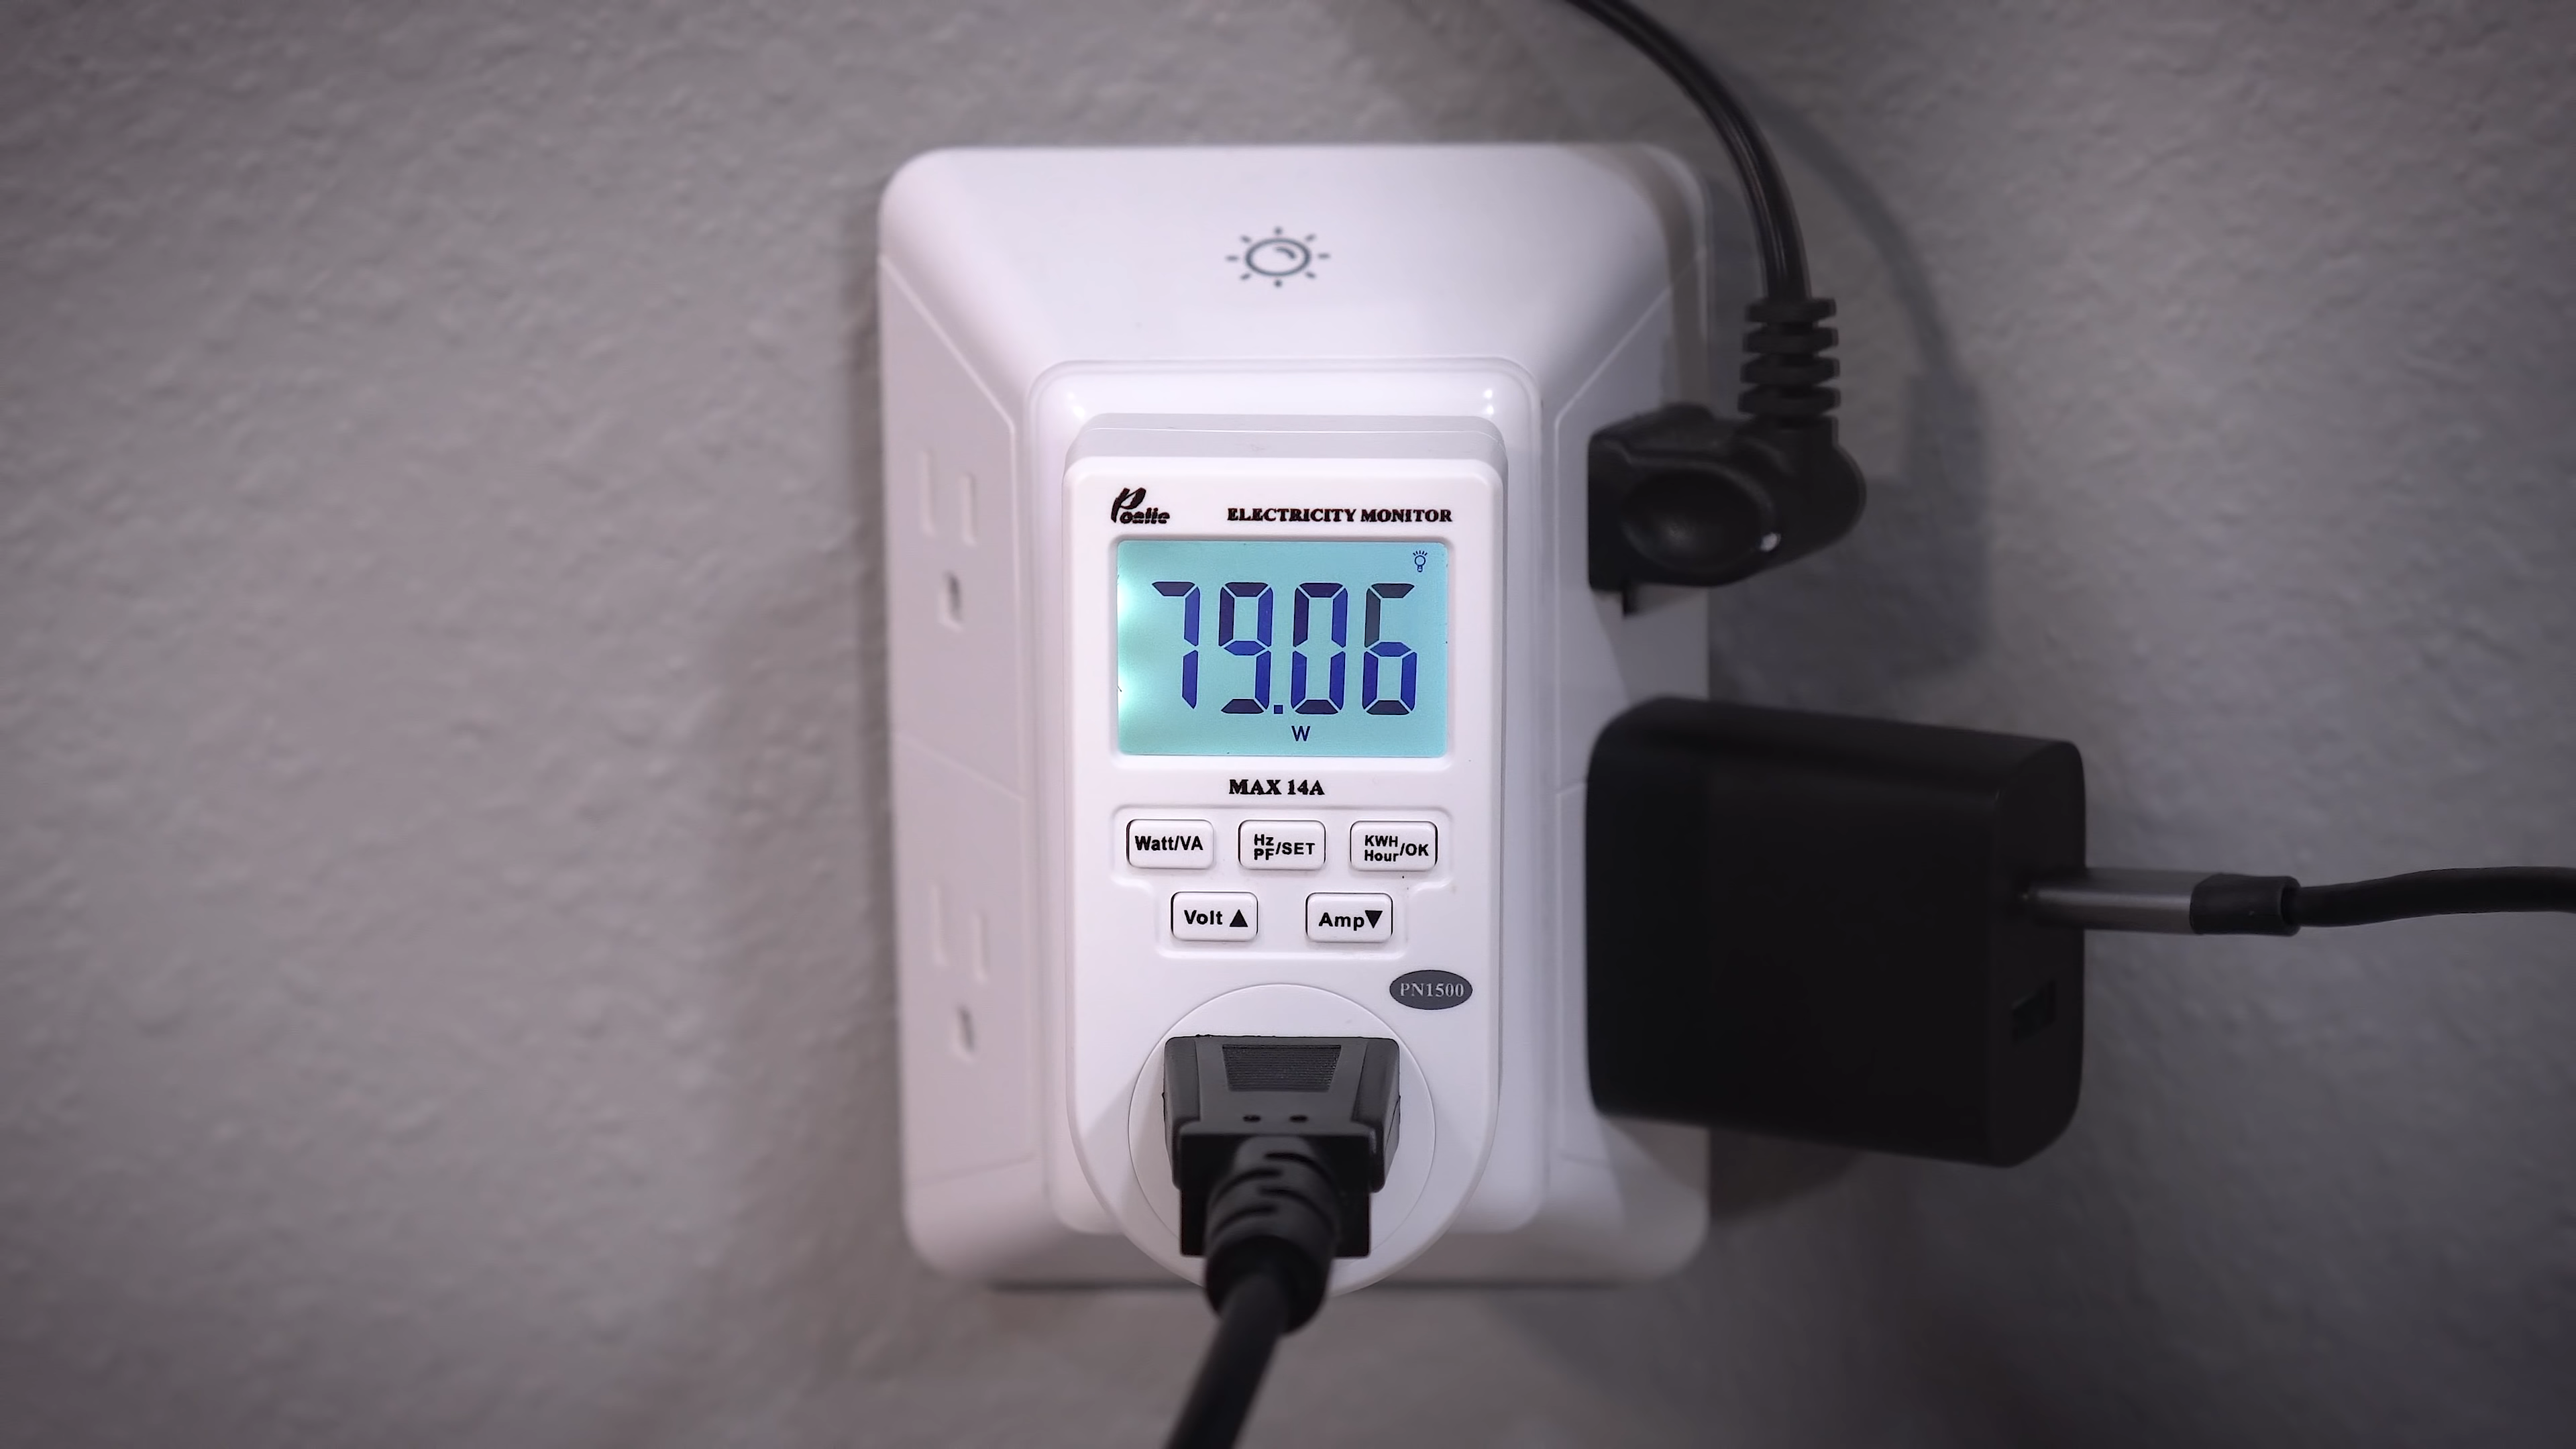 Poniie
ELECTRICITY MONITOR
79.06
W
MAX 14A
Watt/VA
Hz
PF/SET
KWH
Hour/OK
Volt ▲
Amp▼
PN1500